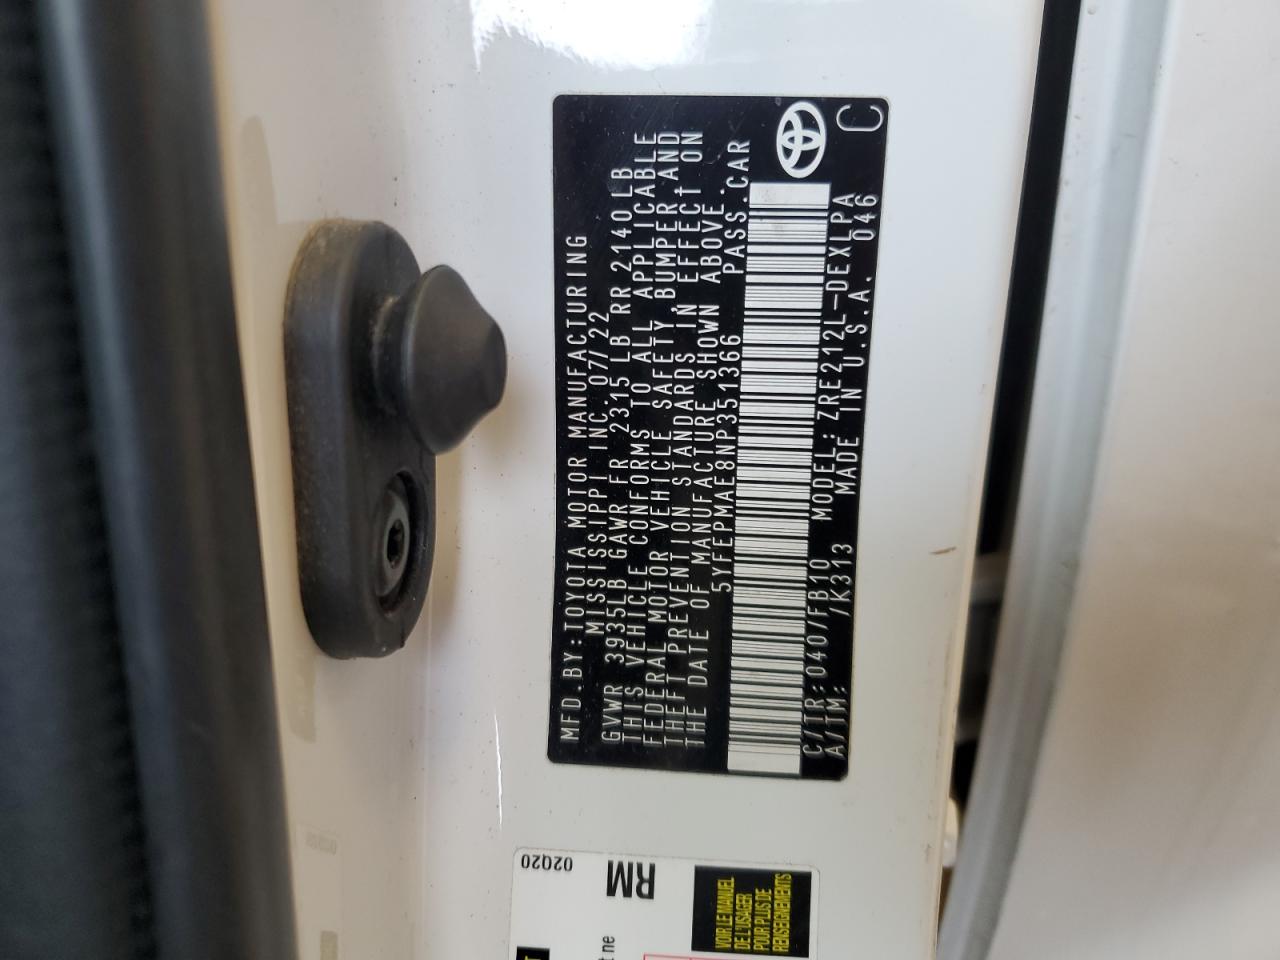 MFD.BY:TOYOTA MOTOR MANUFACTURING
MISSISSIPPI INC. 07/22
GVWR 3935LB GAWR FR 2315 LB RR 2140 LB
THIS VEHICLE CONFORMS TO ALL APPLICABLE
FEDERAL MOTOR VEHICLE SAFETY BUMPER AND
THEFT PREVENTION STANDARDS IN EFFECT ON
THE DATE OF MANUFACTURE SHOWN ABOVE.
5YFEPMAE8NP351366 PASS.CAR
C/TR:0407/FB10 MODEL:ZRE212L-DEXLPA
A/TM: /K313 MADE IN U.S.A. 046
C
02Q20
RM
VOIR LE MANUEL
DE L'USAGER
POUR PLUS DE
RENSEIGNEMENTS
t ne